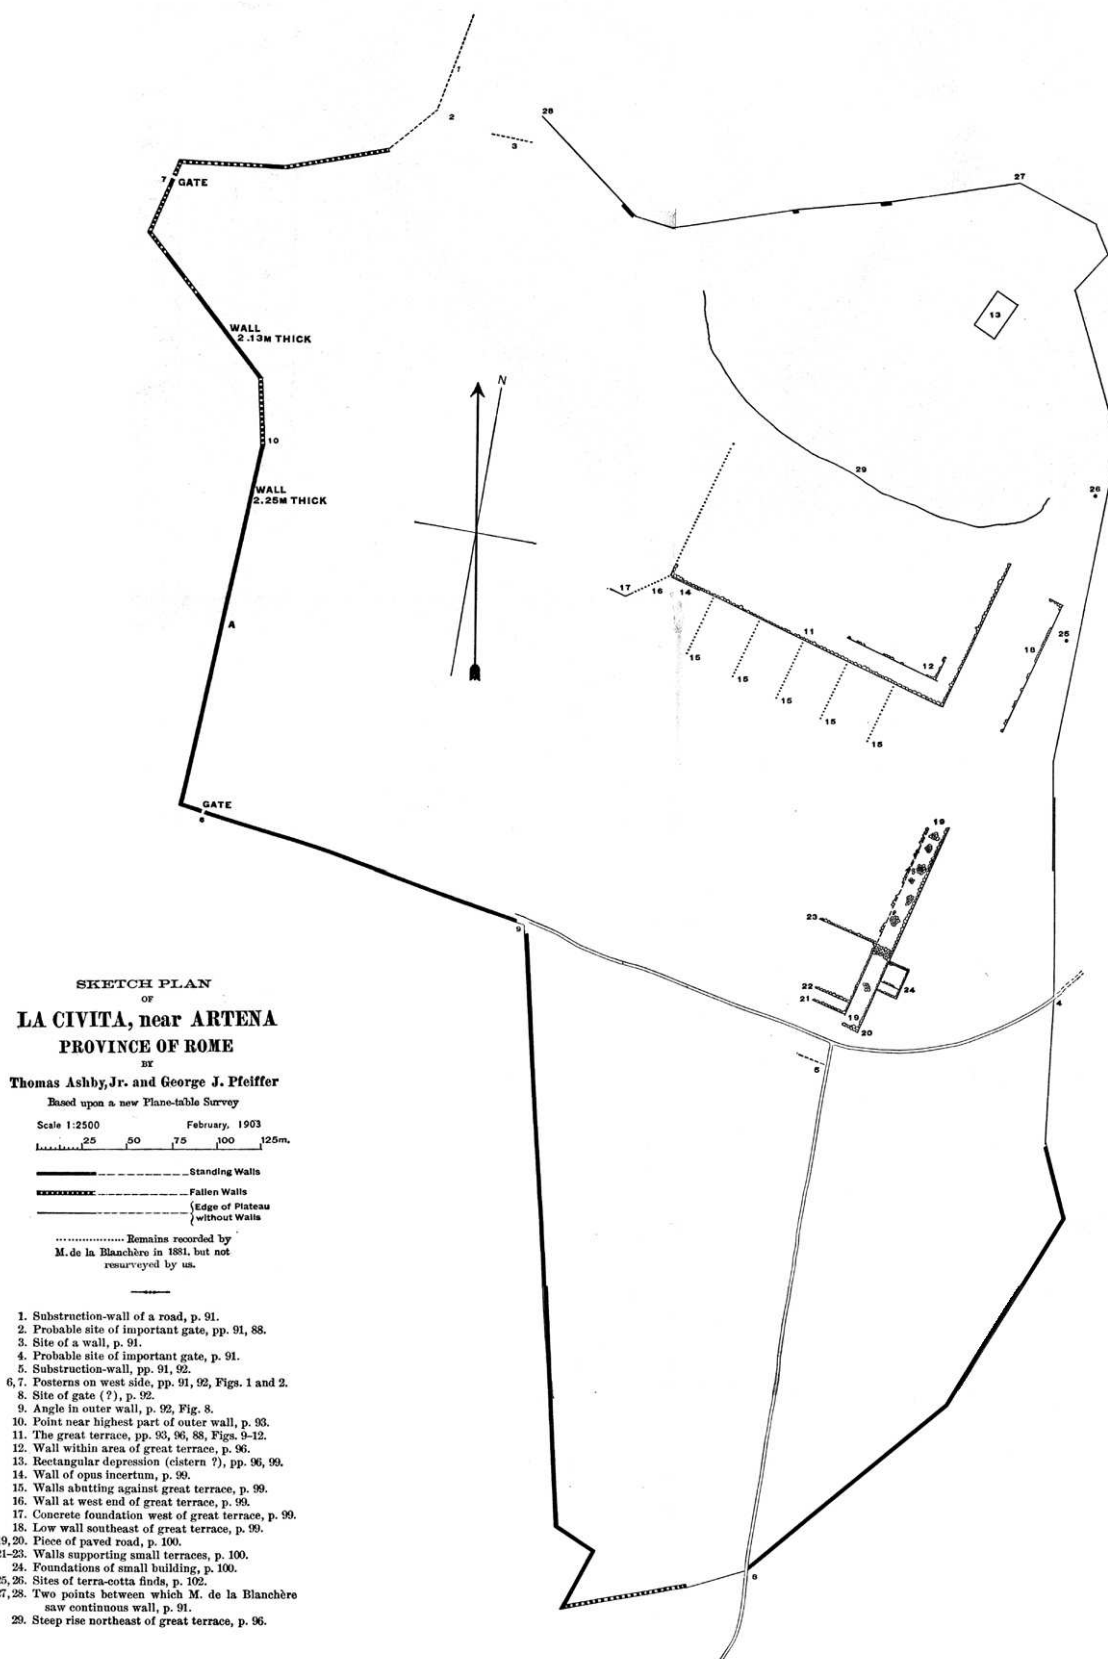 1
2
3
28
27
7 GATE
13
WALL
2.13M THICK
N
10
29
WALL
2.25M THICK
26
17
16
14
A
11
25
18
12
15
15
15
15
15
GATE
6
19
23
9
22
24
21
19
20
4
5
SKETCH PLAN
OF
LA CIVITA, near ARTENA
PROVINCE OF ROME
BY
Thomas Ashby, Jr. and George J. Pfeiffer
Based upon a new Plane-table Survey
Scale 1:2500 February, 1903
25 50 75 100 125m.
Standing Walls
Fallen Walls
Edge of Plateau
without Walls
Remains recorded by
M. de la Blanchère in 1881, but not
resurveyed by us.
1. Substruction-wall of a road, p. 91.
2. Probable site of important gate, pp. 91, 88.
3. Site of a wall, p. 91.
4. Probable site of important gate, p. 91.
5. Substruction-wall, pp. 91, 92.
6, 7. Posterns on west side, pp. 91, 92, Figs. 1 and 2.
8. Site of gate (?), p. 92.
9. Angle in outer wall, p. 92, Fig. 8.
10. Point near highest part of outer wall, p. 93.
11. The great terrace, pp. 93, 96, 88, Figs. 9-12.
12. Wall within area of great terrace, p. 96.
13. Rectangular depression (cistern ?), pp. 96, 99.
14. Wall of opus incertum, p. 99.
15. Walls abutting against great terrace, p. 99.
16. Wall at west end of great terrace, p. 99.
17. Concrete foundation west of great terrace, p. 99.
18. Low wall southeast of great terrace, p. 99.
9, 20. Piece of paved road, p. 100.
1-23. Walls supporting small terraces, p. 100.
24. Foundations of small building, p. 100.
5, 26. Sites of terra-cotta finds, p. 102.
7, 28. Two points between which M. de la Blanchère
saw continuous wall, p. 91.
29. Steep rise northeast of great terrace, p. 96.
8